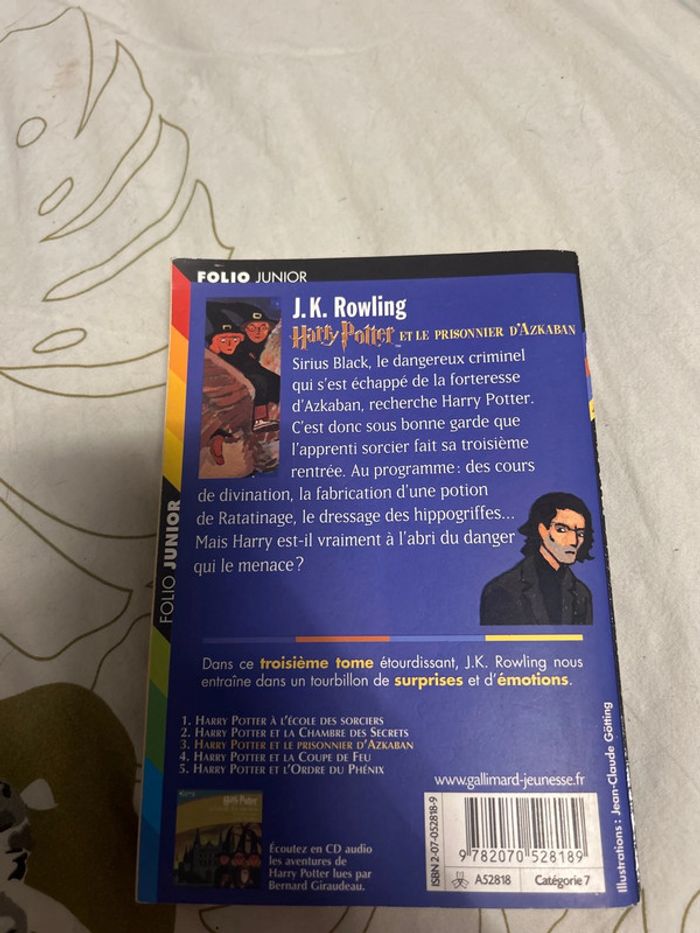 FOLIO JUNIOR
J.K. Rowling
Harry Potter™ ET LE PRISONNIER D'AZKABAN
Sirius Black, le dangereux criminel
qui s'est échappé de la forteresse
d'Azkaban, recherche Harry Potter.
C'est donc sous bonne garde que
l'apprenti sorcier fait sa troisième
rentrée. Au programme : des cours
de divination, la fabrication d'une potion
de Ratatinage, le dressage des hippogriffes...
Mais Harry est-il vraiment à l'abri du danger
qui le menace ?
FOLIO JUNIOR
Dans ce troisième tome étourdissant, J.K. Rowling nous
entraîne dans un tourbillon de surprises et d'émotions.
1. HARRY POTTER À L'ÉCOLE DES SORCIERS
2. HARRY POTTER ET LA CHAMBRE DES SECRETS
3. HARRY POTTER ET LE PRISONNIER D'AZKABAN
4. HARRY POTTER ET LA COUPE DE FEU
5. HARRY POTTER ET L'ORDRE DU PHÉNIX
www.gallimard-jeunesse.fr
Harry Potter
Écoutez en CD audio
les aventures de
Harry Potter lues par
Bernard Giraudeau.
ISBN 2-07-052818-9
9 782070 528189
A52818 Catégorie 7
Illustrations : Jean-Claude Götting